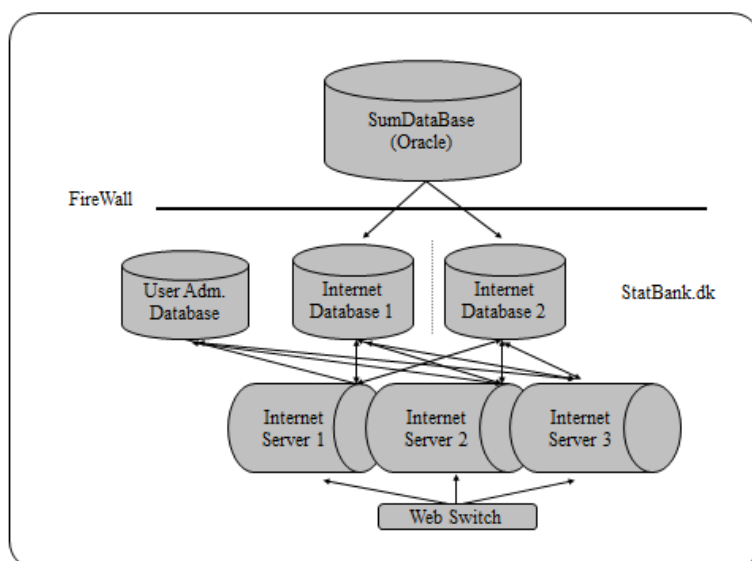 SumDataBase
(Oracle)
FireWall
User Adm.
Database
Internet
Database 1
Internet
Database 2
StatBank.dk
Internet
Server 1
Internet
Server 2
Internet
Server 3
Web Switch